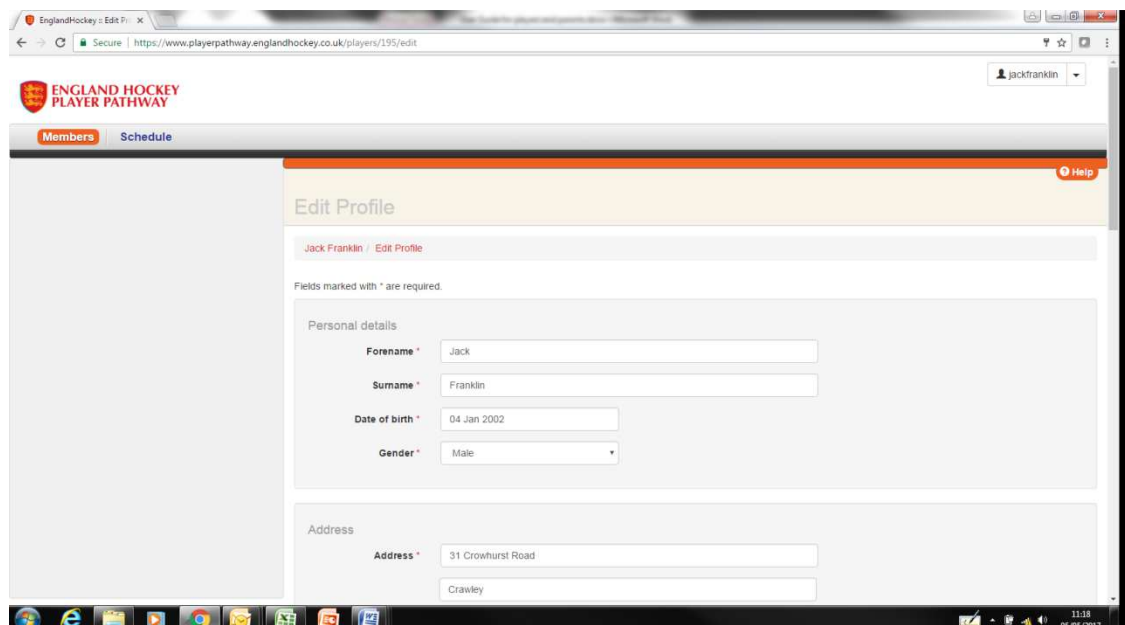 EnglandHockey :: Edit Pr
Secure | https://www.playerpathway.englandhockey.co.uk/players/195/edit
jackfranklin
ENGLAND HOCKEY
PLAYER PATHWAY
Members Schedule
Help
Edit Profile
Jack Franklin / Edit Profile
Fields marked with * are required.
Personal details
Forename * Jack
Surname * Franklin
Date of birth * 04 Jan 2002
Gender * Male
Address
Address * 31 Crowhurst Road
Crawley
11:18